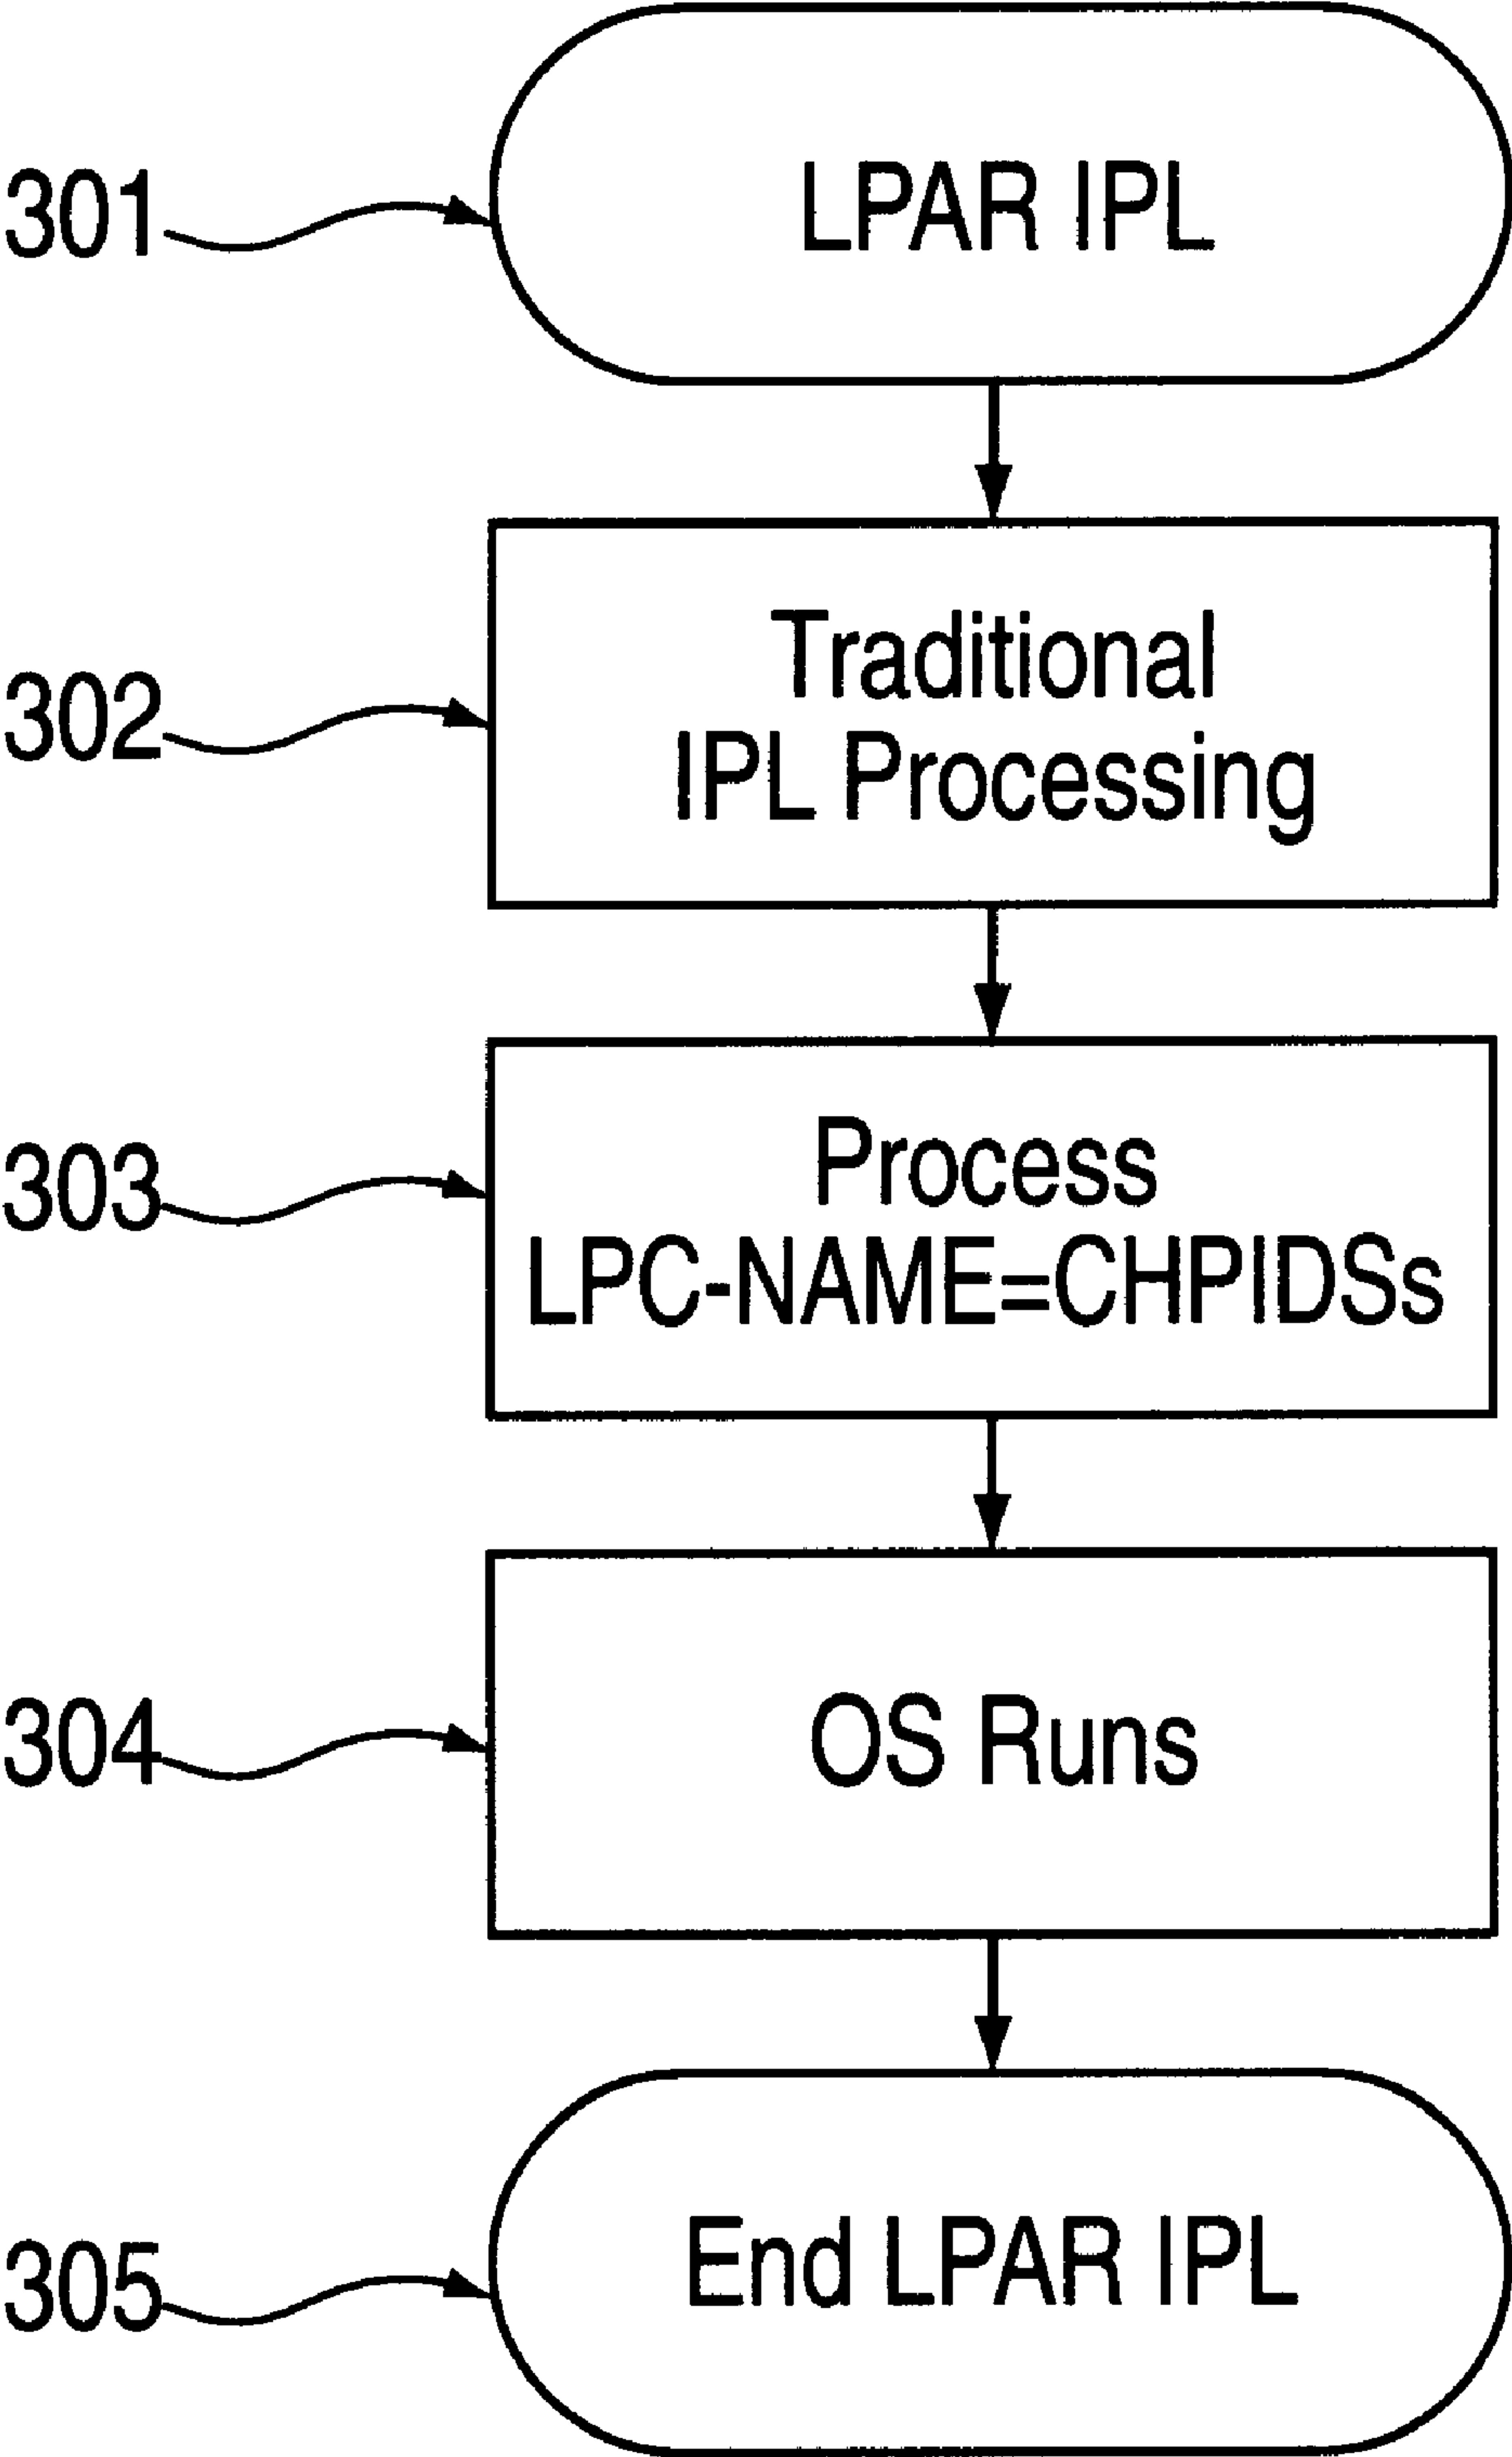 301
LPAR IPL
302
Traditional
IPL Processing
303
Process
LPC-NAME=CHPIDSs
304
OS Runs
305
End LPAR IPL